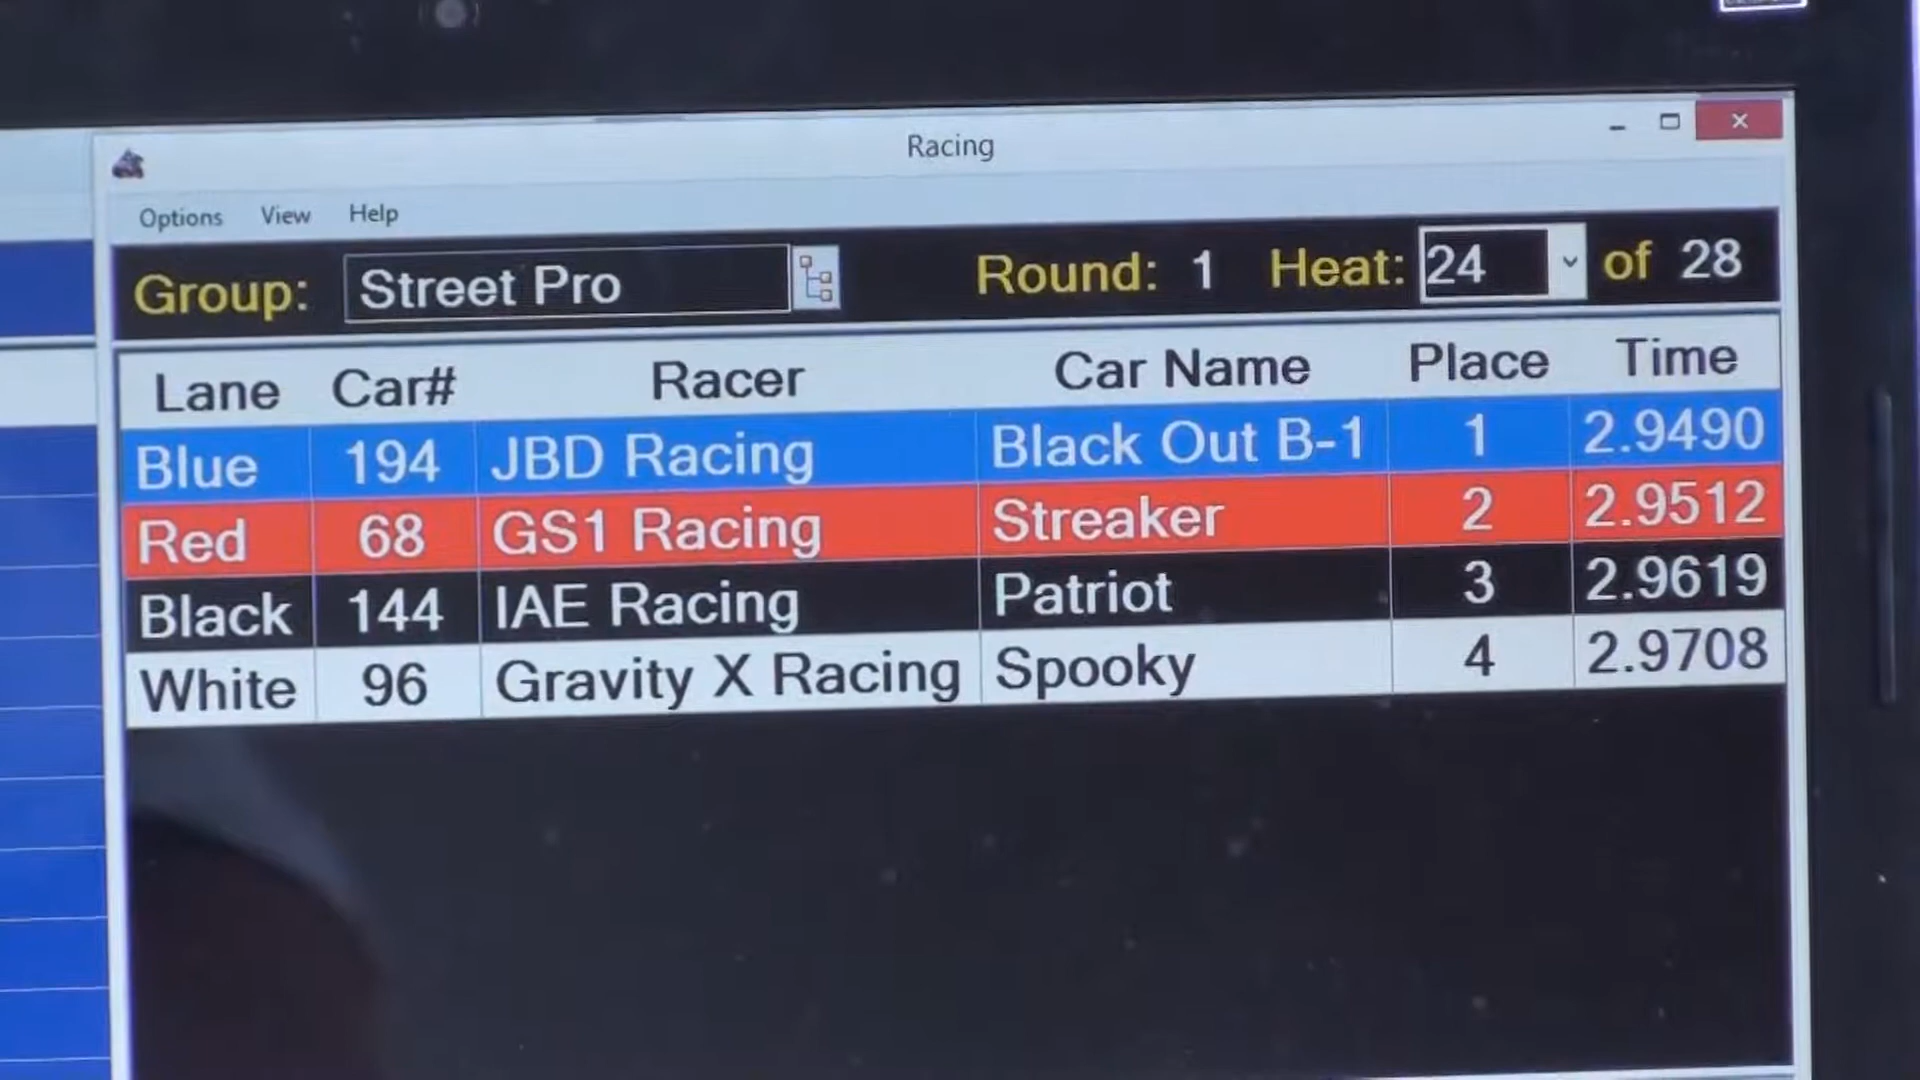 Racing
Options View Help
Group: Street Pro Round: 1 Heat: 24 of 28
Lane Car# Racer Car Name Place Time
Blue 194 JBD Racing Black Out B-1 1 2.9490
Red 68 GS1 Racing Streaker 2 2.9512
Black 144 IAE Racing Patriot 3 2.9619
White 96 Gravity X Racing Spooky 4 2.9708